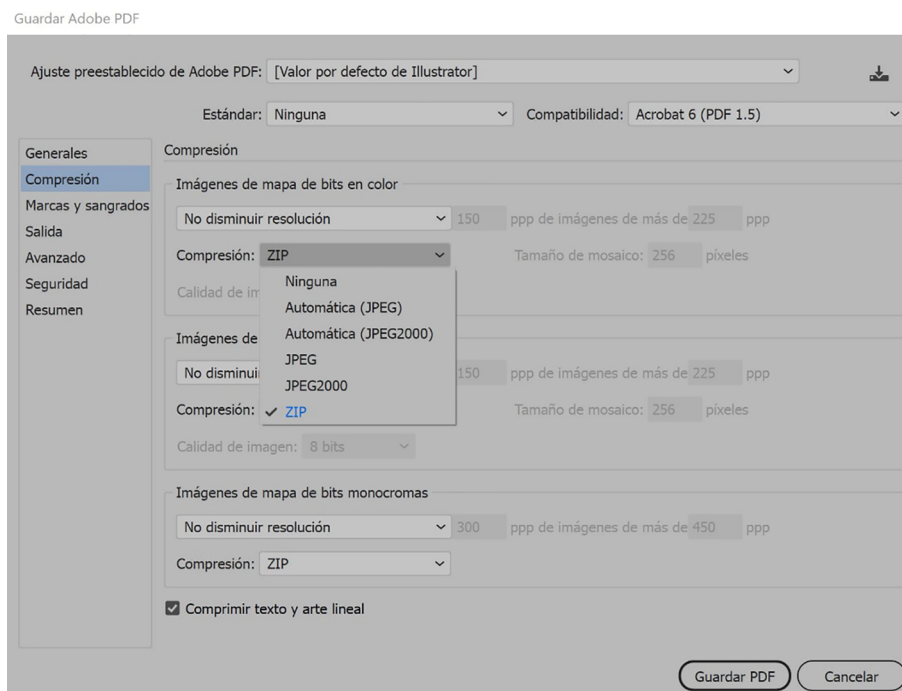 Guardar Adobe PDF
Ajuste preestablecido de Adobe PDF: [Valor por defecto de Illustrator]
Estándar: Ninguna Compatibilidad: Acrobat 6 (PDF 1.5)
Generales
Compresión
Marcas y sangrados
Salida
Avanzado
Seguridad
Resumen
Compresión
Imágenes de mapa de bits en color
No disminuir resolución 150 ppp de imágenes de más de 225 ppp
Compresión: ZIP Tamaño de mosaico: 256 píxeles
Calidad de im
Ninguna
Automática (JPEG)
Automática (JPEG2000)
JPEG
JPEG2000
ZIP
Imágenes de
No disminui 150 ppp de imágenes de más de 225 ppp
Compresión: Tamaño de mosaico: 256 píxeles
Calidad de imagen: 8 bits
Imágenes de mapa de bits monocromas
No disminuir resolución 300 ppp de imágenes de más de 450 ppp
Compresión: ZIP
Comprimir texto y arte lineal
Guardar PDF Cancelar